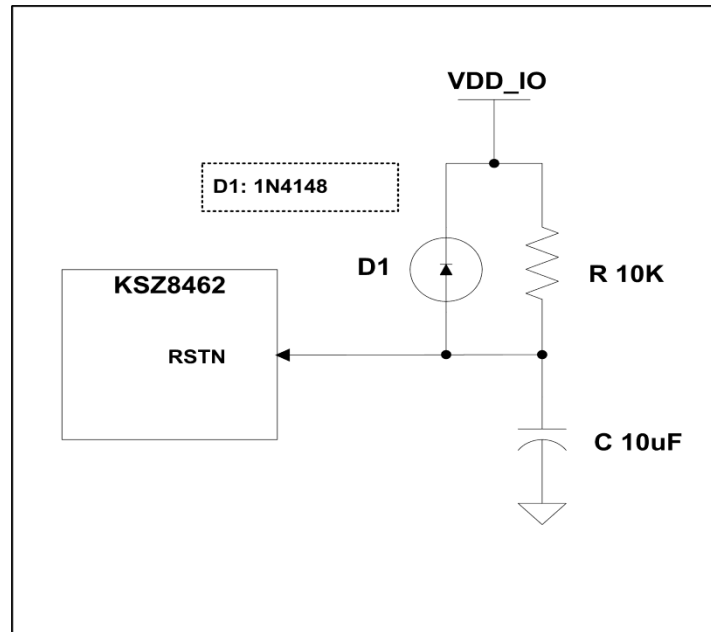 VDD_IO
D1: 1N4148
D1
R 10K
KSZ8462
RSTN
C 10uF